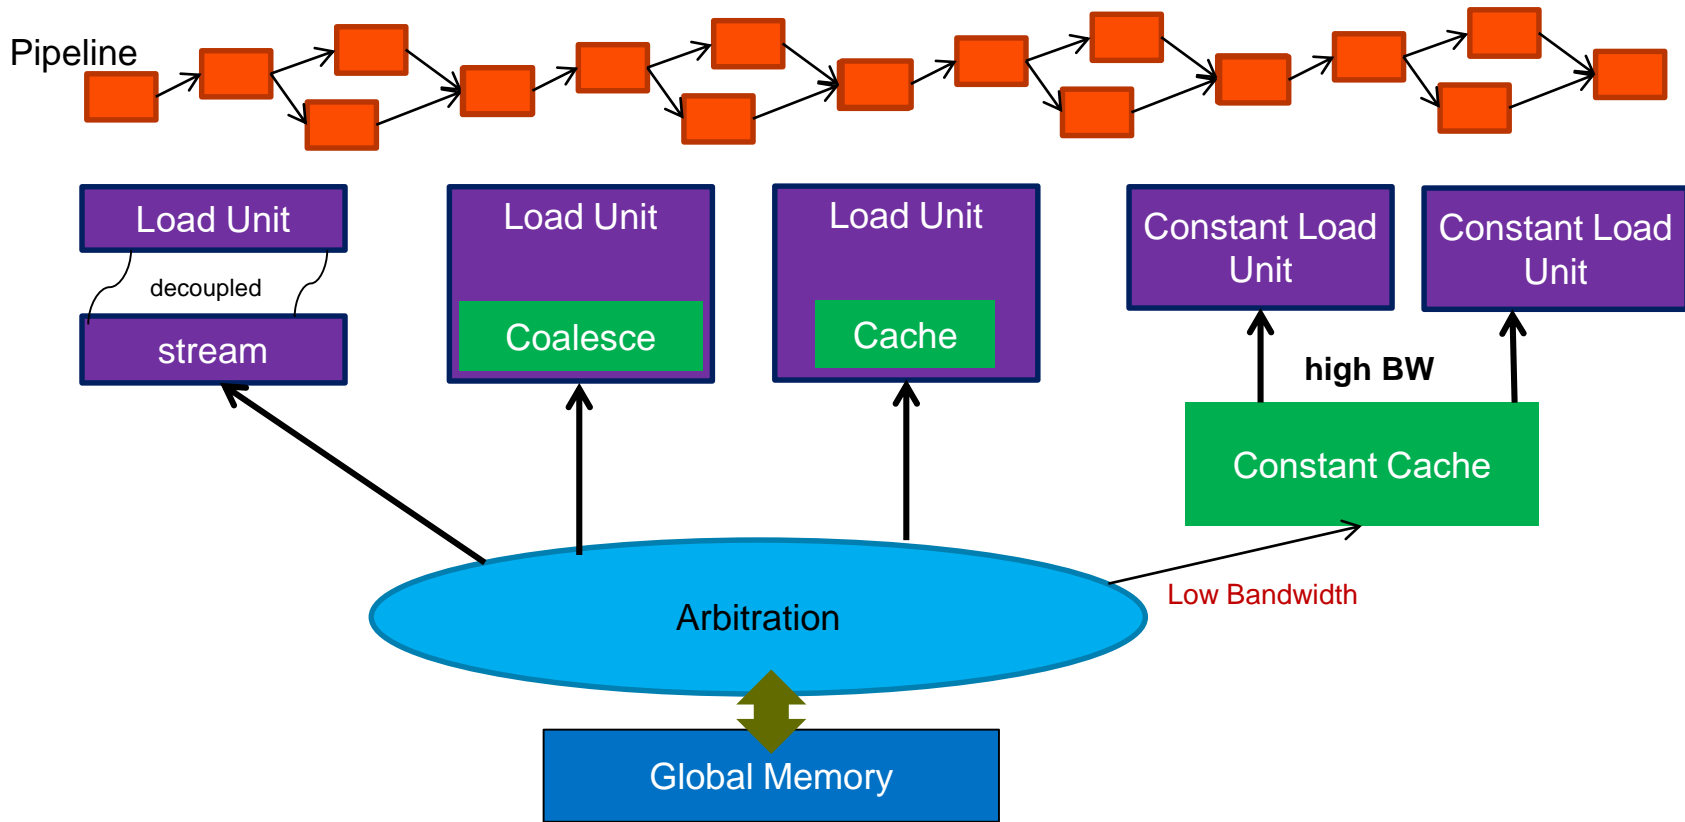 Pipeline
Load Unit
decoupled
stream
Load Unit
Coalesce
Load Unit
Cache
Constant Load
Unit
Constant Load
Unit
high BW
Constant Cache
Low Bandwidth
Arbitration
Global Memory